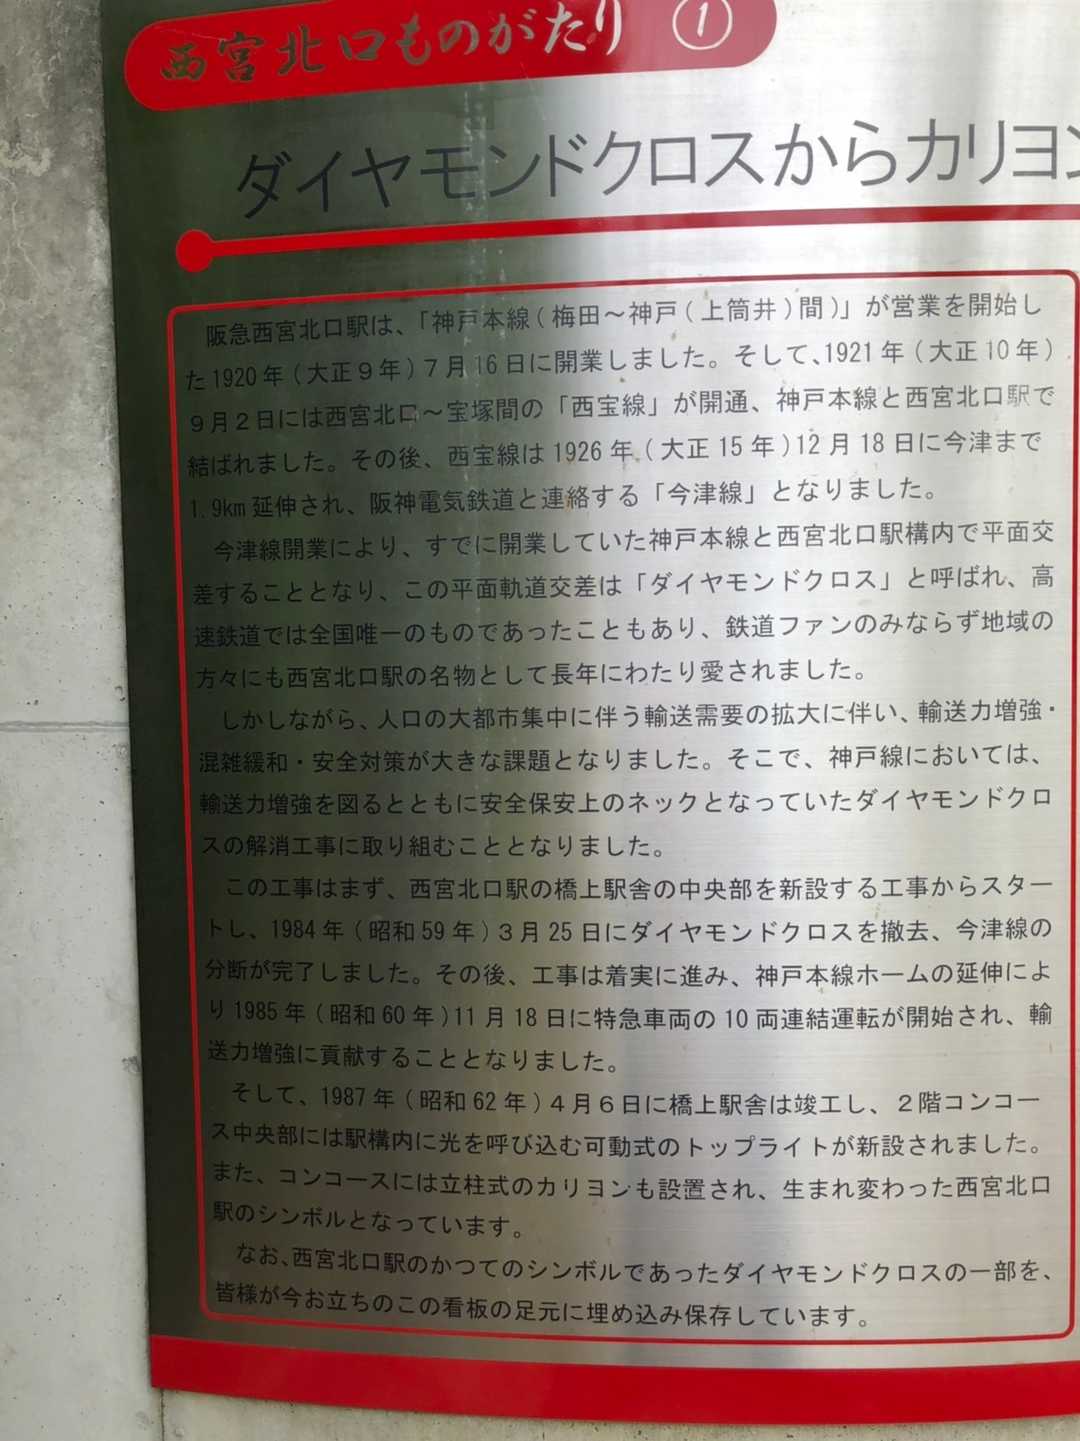 西宮北口ものがたり ①
ダイヤモンドクロスからカリヨン
阪急西宮北口駅は、「神戸本線(梅田～神戸(上筒井)間)」が営業を開始し
た1920年(大正9年)7月16日に開業しました。そして、1921年(大正10年)
9月2日には西宮北口～宝塚間の「西宝線」が開通、神戸本線と西宮北口駅で
結ばれました。その後、西宝線は1926年(大正15年)12月18日に今津まで
1.9km延伸され、阪神電気鉄道と連絡する「今津線」となりました。
今津線開業により、すでに開業していた神戸本線と西宮北口駅構内で平面交
差することとなり、この平面軌道交差は「ダイヤモンドクロス」と呼ばれ、高
速鉄道では全国唯一のものであったこともあり、鉄道ファンのみならず地域の
方々にも西宮北口駅の名物として長年にわたり愛されました。
しかしながら、人口の大都市集中に伴う輸送需要の拡大に伴い、輸送力増強・
混雑緩和・安全対策が大きな課題となりました。そこで、神戸線においては、
輸送力増強を図るとともに安全保安上のネックとなっていたダイヤモンドクロ
スの解消工事に取り組むこととなりました。
この工事はまず、西宮北口駅の橋上駅舎の中央部を新設する工事からスター
トし、1984年(昭和59年)3月25日にダイヤモンドクロスを撤去、今津線の
分断が完了しました。その後、工事は着実に進み、神戸本線ホームの延伸によ
り1985年(昭和60年)11月18日に特急車両の10両連結運転が開始され、輸
送力増強に貢献することとなりました。
そして、1987年(昭和62年)4月6日に橋上駅舎は竣工し、2階コンコー
ス中央部には駅構内に光を呼び込む可動式のトップライトが新設されました。
また、コンコースには立柱式のカリヨンも設置され、生まれ変わった西宮北口
駅のシンボルとなっています。
なお、西宮北口駅のかつてのシンボルであったダイヤモンドクロスの一部を、
皆様が今お立ちのこの看板の足元に埋め込み保存しています。